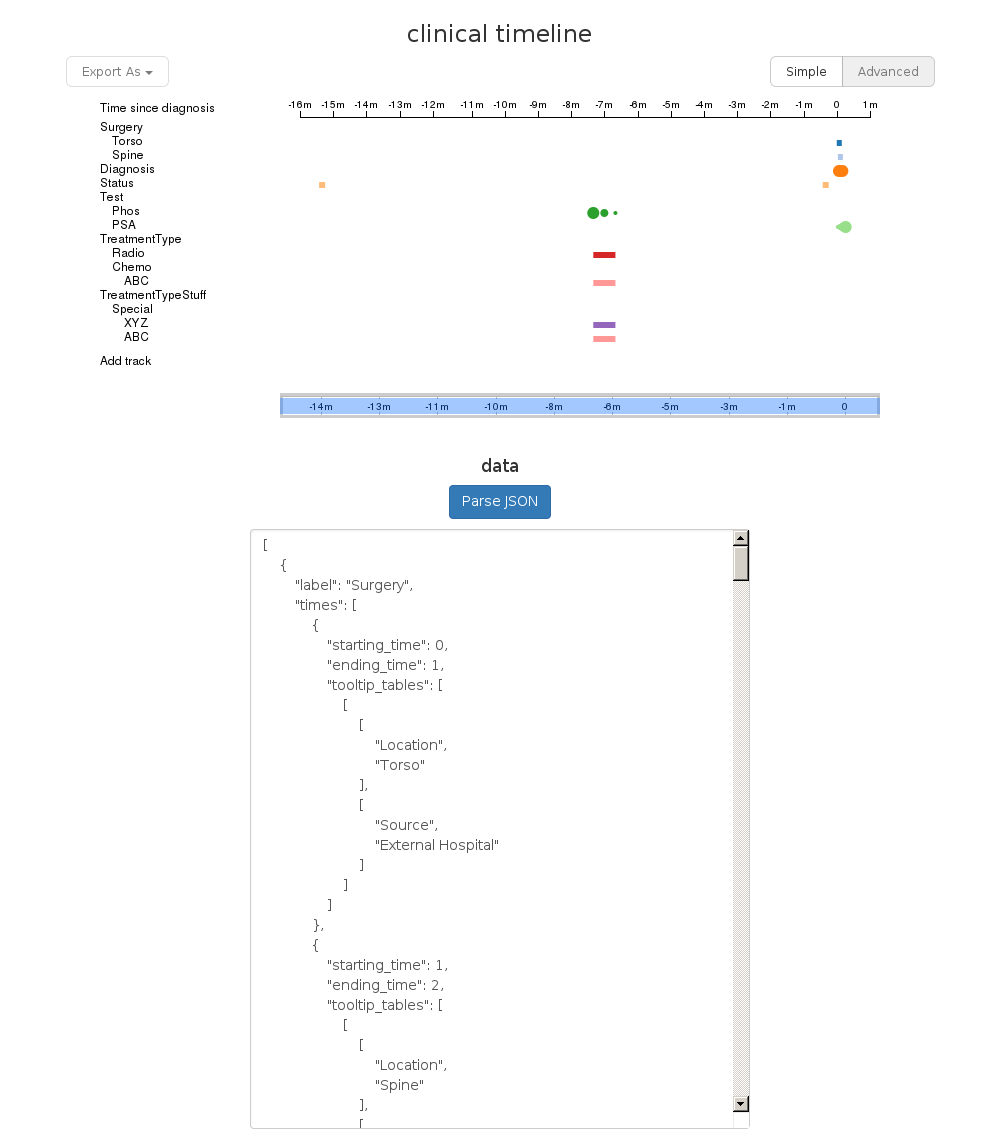 clinical timeline
Export As
Simple Advanced
Time since diagnosis -16m -15m -14m -13m -12m -11m -10m -9m -8m -7m -6m -5m -4m -3m -2m -1m 0 1m
Surgery
Torso
Spine
Diagnosis
Status
Test
Phos
PSA
TreatmentType
Radio
Chemo
ABC
TreatmentTypeStuff
Special
XYZ
ABC
Add track
-14m -13m -11m -10m -8m -6m -5m -3m -1m 0
data
Parse JSON
[
{
"label": "Surgery",
"times": [
{
"starting_time": 0,
"ending_time": 1,
"tooltip_tables": [
[
[
"Location",
"Torso"
],
[
"Source",
"External Hospital"
]
]
]
},
{
"starting_time": 1,
"ending_time": 2,
"tooltip_tables": [
[
[
"Location",
"Spine"
],
[